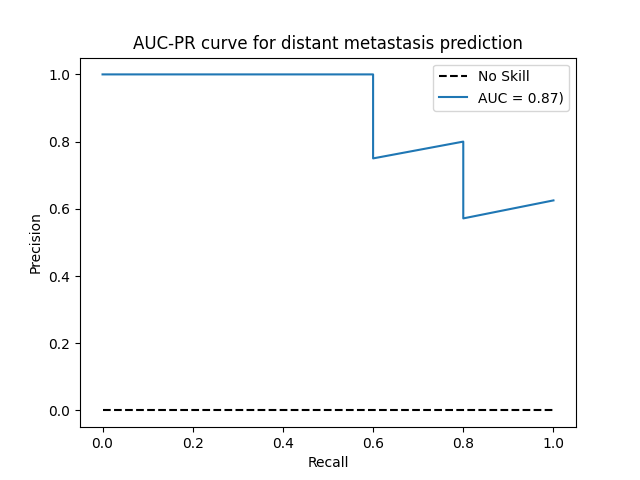 AUC-PR curve for distant metastasis prediction
No Skill
AUC = 0.87)
Precision
1.0
0.8
0.6
0.4
0.2
0.0
0.0 0.2 0.4 0.6 0.8 1.0
Recall